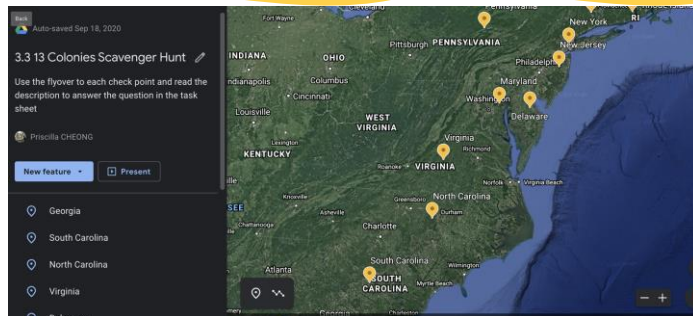 Back
Auto-saved Sep 18, 2020
3.3 13 Colonies Scavenger Hunt
Use the flyover to each check point and read the
description to answer the question in the task
sheet
Priscilla CHEONG
New feature
Present
Georgia
South Carolina
North Carolina
Virginia
Cleveland
Pennsylvania
Fort Wayne
New York
RI
Pittsburgh
PENNSYLVANIA
New Jersey
INDIANA
OHIO
Philadelphia
Indianapolis
Columbus
Maryland
Cincinnati
Washington
Delaware
Louisville
WEST
VIRGINIA
Virginia
Lexington
Richmond
KENTUCKY
Roanoke
VIRGINIA
Norfolk
Virginia Beach
Knoxville
Greensboro
North Carolina
SEE
Asheville
Durham
Chattanooga
Charlotte
South Carolina
Atlanta
Wilmington
SOUTH
CAROLINA
Myrtle Beach
Georgia
Charleston